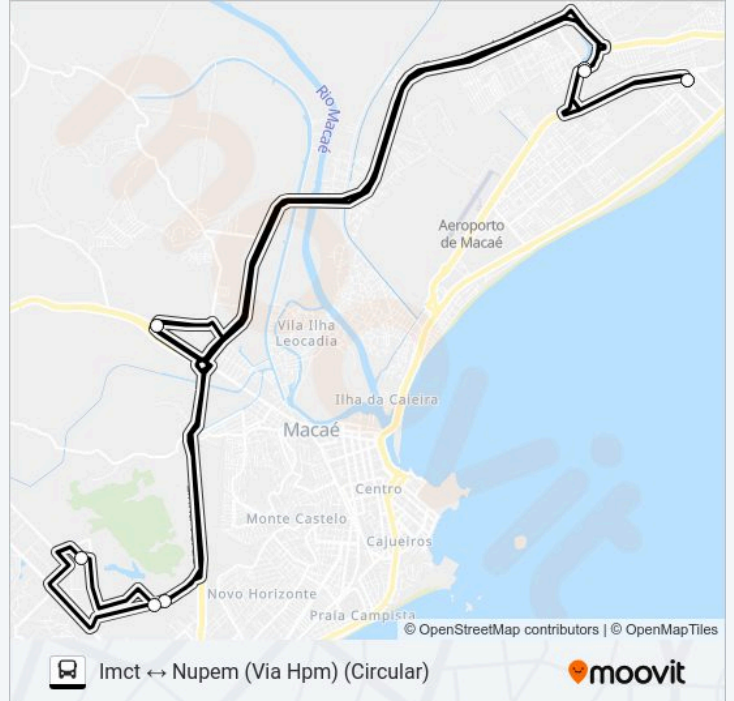 Rio Macaé
Aeroporto
de Macaé
Vila Ilha
Leocadia
Ilha da Caieira
Macaé
Centro
Monte Castelo
Cajueiros
Novo Horizonte
Praia Campista
© OpenStreetMap contributors | © OpenMapTiles
Imct ↔ Nupem (Via Hpm) (Circular)
moovit